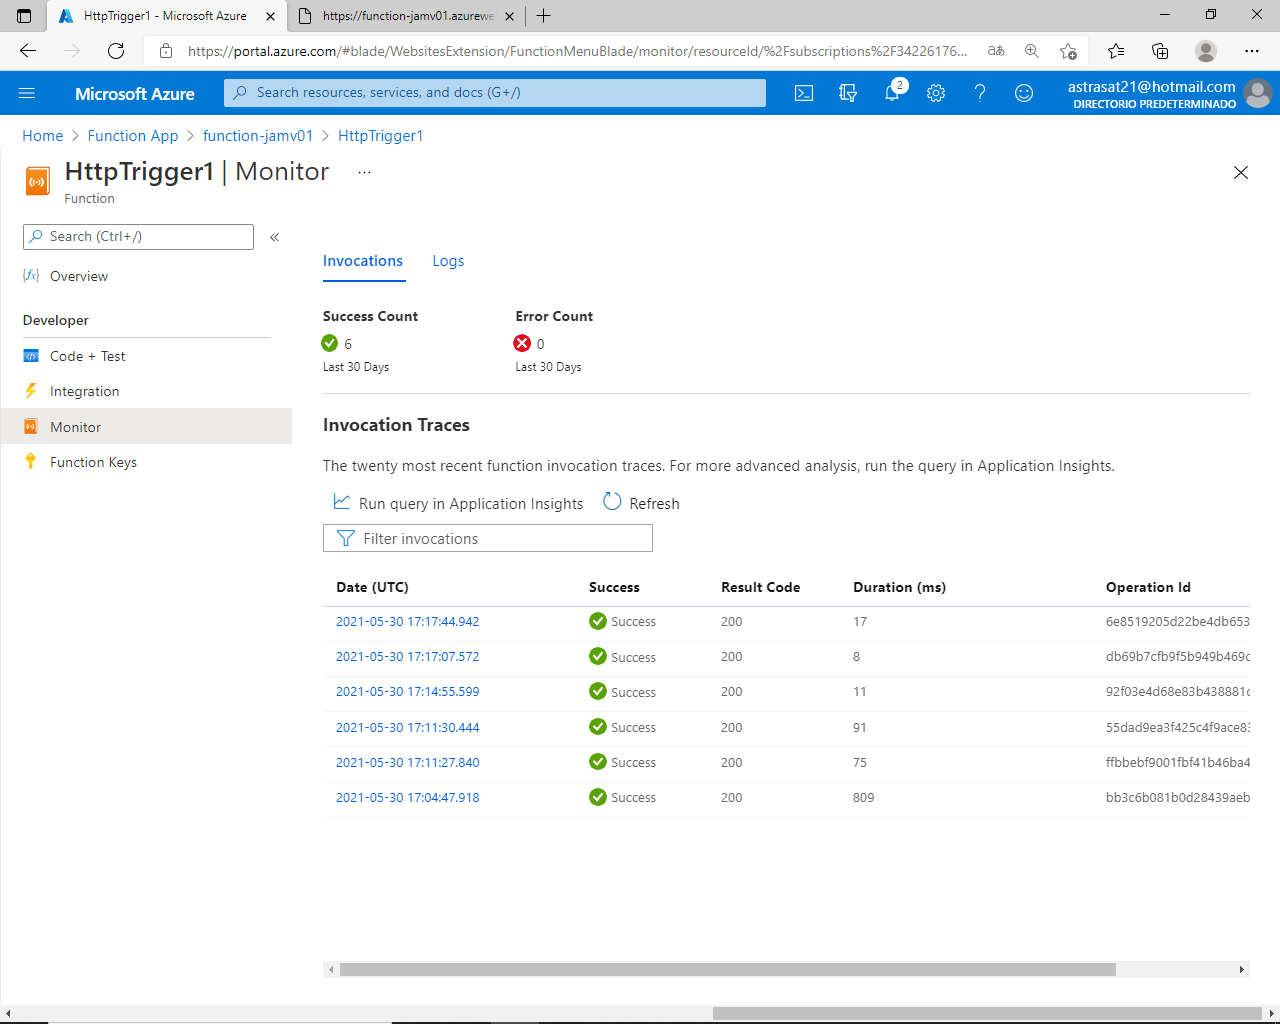 HttpTrigger1 - Microsoft Azure
https://function-jamv01.azurewe
https://portal.azure.com/#blade/WebsitesExtension/FunctionMenuBlade/monitor/resourceId/%2Fsubscriptions%2F34226176...
Microsoft Azure
Search resources, services, and docs (G+/)
2
astrasat21@hotmail.com
DIRECTORIO PREDETERMINADO
Home > Function App > function-jamv01 > HttpTrigger1
HttpTrigger1 | Monitor ...
Function
Search (Ctrl+/)
«
Overview
Developer
Code + Test
Integration
Monitor
Function Keys
Invocations Logs
Success Count Error Count
6 0
Last 30 Days Last 30 Days
Invocation Traces
The twenty most recent function invocation traces. For more advanced analysis, run the query in Application Insights.
Run query in Application Insights Refresh
Filter invocations
Date (UTC) Success Result Code Duration (ms) Operation Id
2021-05-30 17:17:44.942 Success 200 17 6e8519205d22be4db653
2021-05-30 17:17:07.572 Success 200 8 db69b7cfb9f5b949b469c
2021-05-30 17:14:55.599 Success 200 11 92f03e4d68e83b438881c
2021-05-30 17:11:30.444 Success 200 91 55dad9ea3f425c4f9ace83
2021-05-30 17:11:27.840 Success 200 75 ffbbebf9001fbf41b46ba4
2021-05-30 17:04:47.918 Success 200 809 bb3c6b081b0d28439aeb